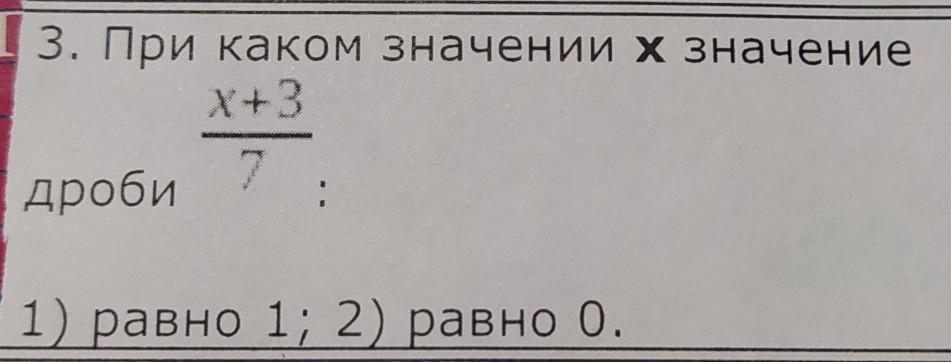 3. При каком значении x значение
x+3
7
дроби :
1) равно 1; 2) равно 0.